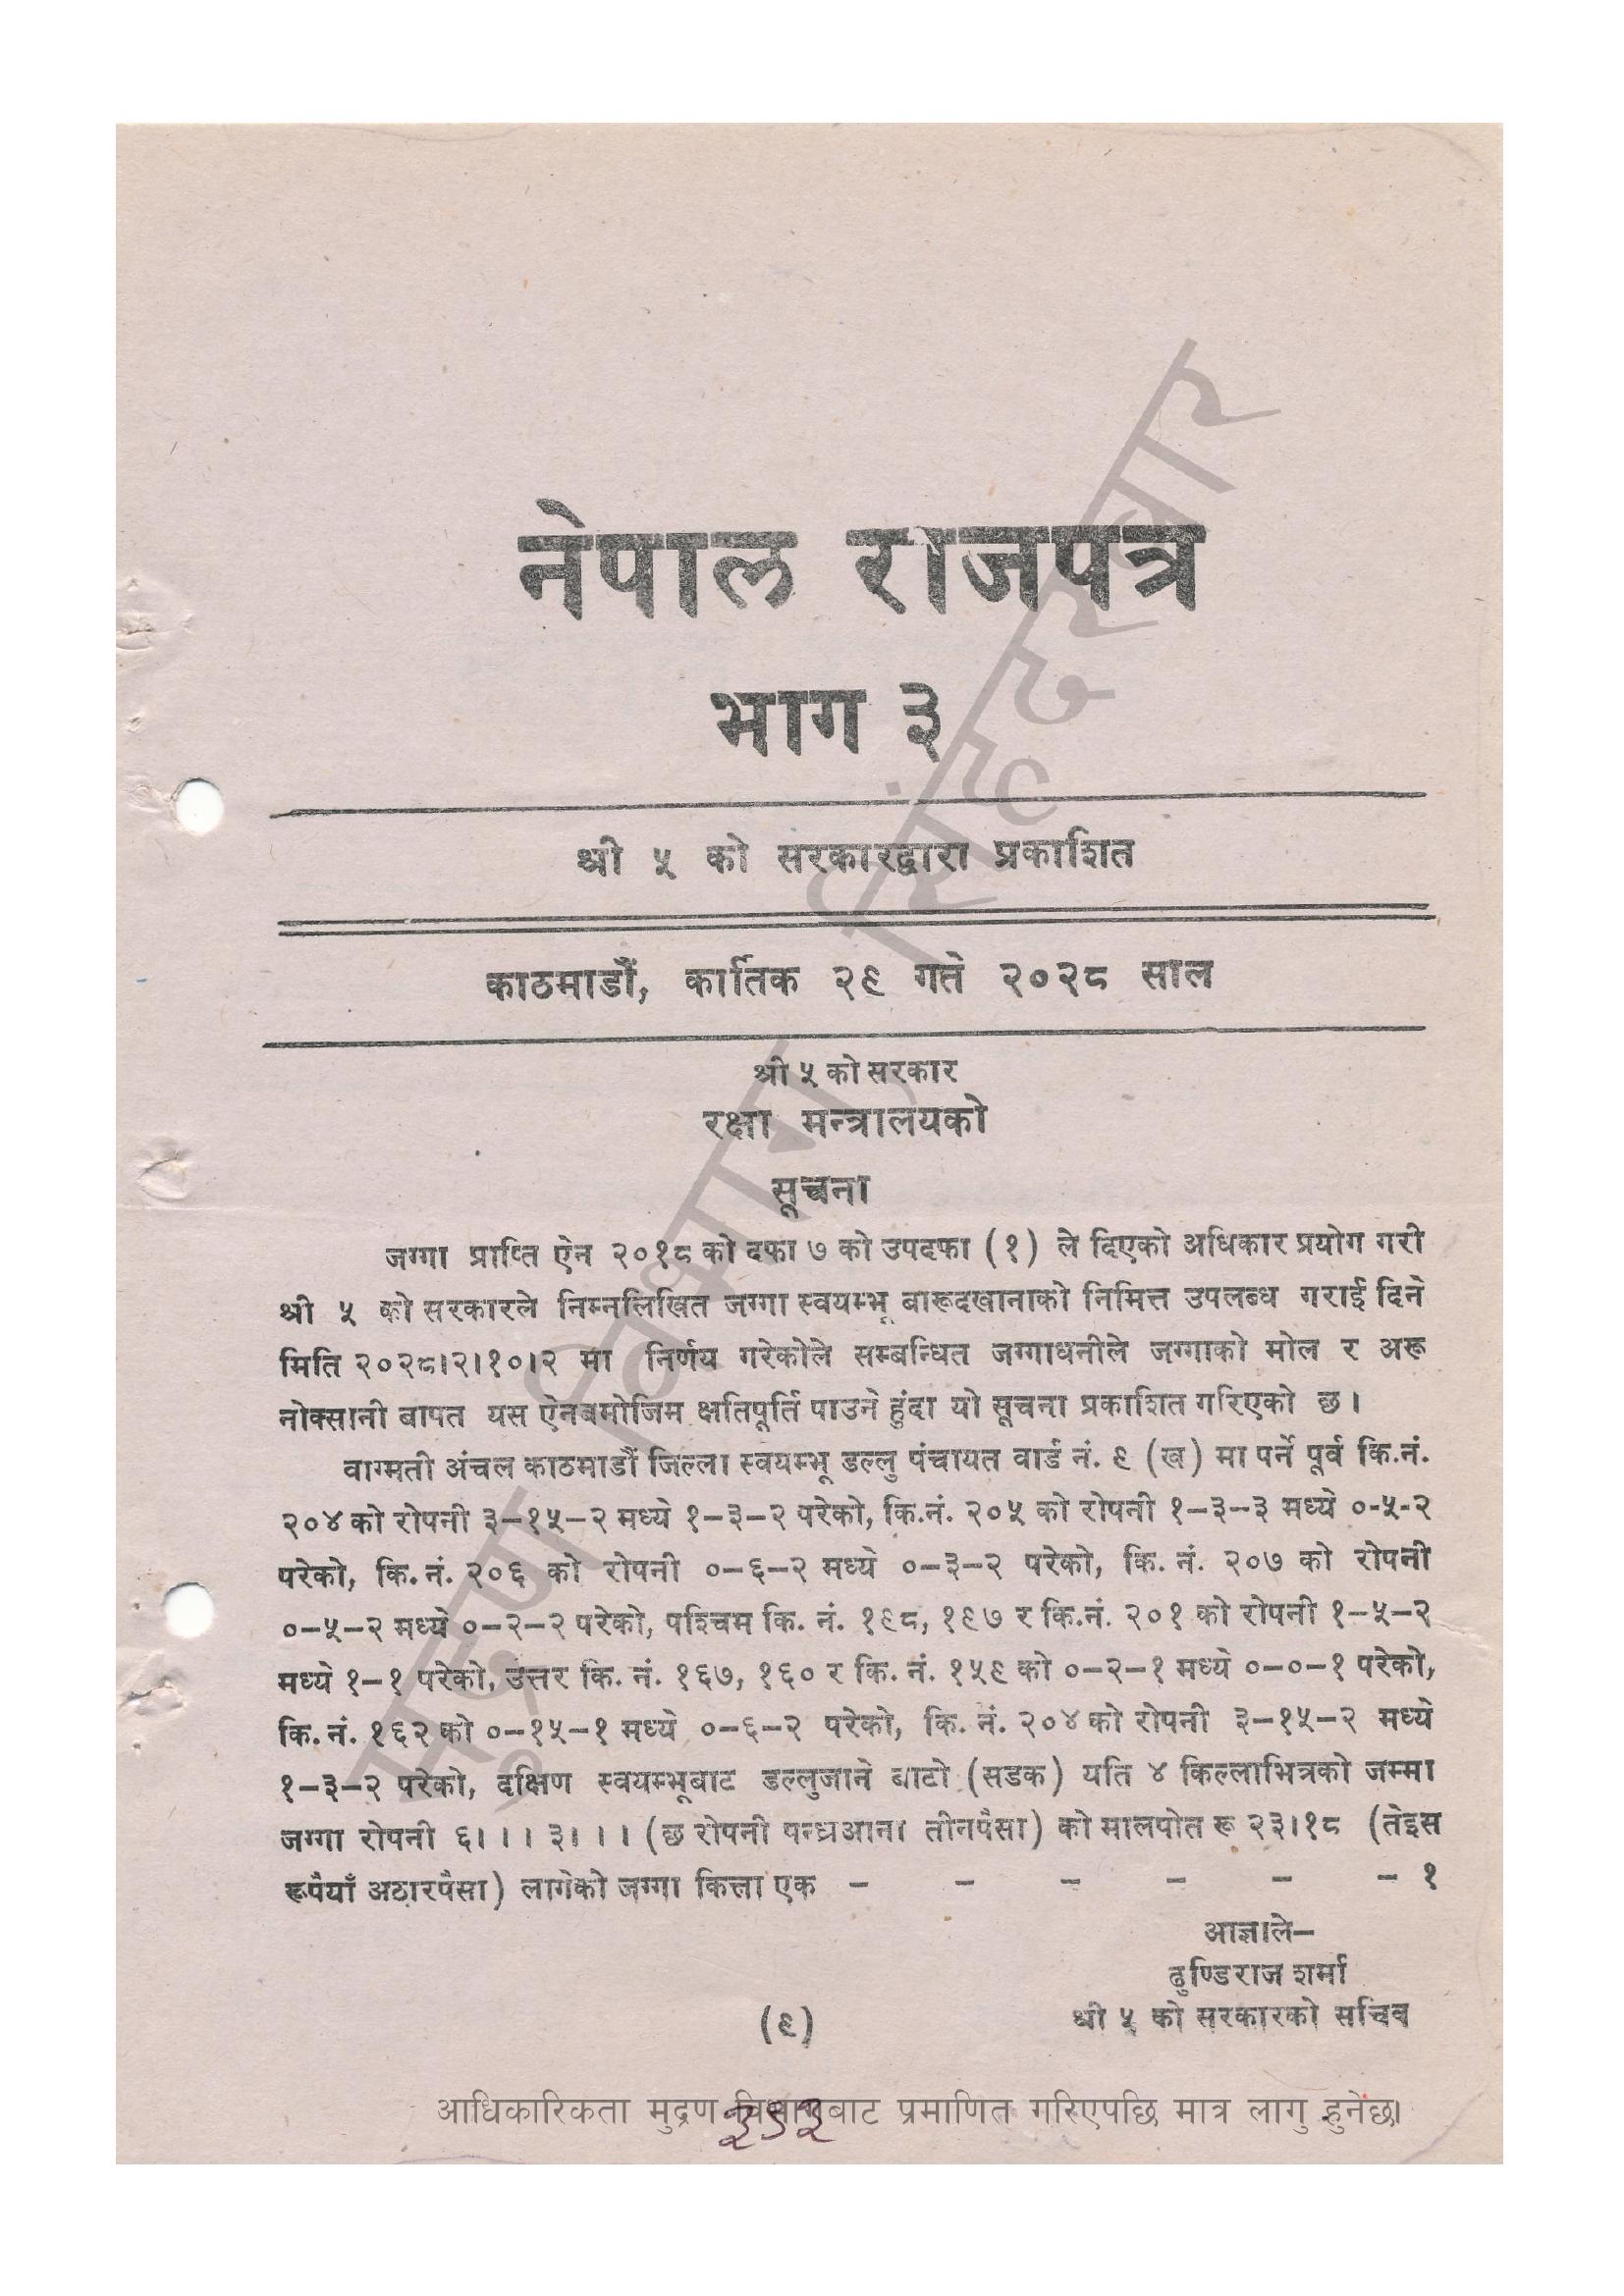 नेपाल राजपत्र
भाग ३
श्री ५ को सरकारद्वारा प्रकाशित
काठमाडौं, कार्तिक २९ गते २०२८ साल
श्री ५ को सरकार
रक्षा मन्त्रालयको
सूचना
जग्गा प्राप्ति ऐन २०१८ को दफा ७ को उपदफा (१) ले दिएको अधिकार प्रयोग गरी
श्री ५ को सरकारले निम्नलिखित जग्गा स्वयम्भू बारूदखानाको निमित्त उपलब्ध गराई दिने
मिति २०२८।२।१०।२ मा निर्णय गरेकोले सम्बन्धित जग्गाधनीले जग्गाको मोल र अरू
नोक्सानी बापत यस ऐनबमोजिम क्षतिपूर्ति पाउने हुंदा यो सूचना प्रकाशित गरिएको छ ।
वाग्मती अंचल काठमाडौं जिल्ला स्वयम्भू डल्लु पंचायत वार्ड नं. ९ (ख) मा पर्ने पूर्व कि.नं.
२०४ को रोपनी ३–१५–२ मध्ये १–३–२ परेको, कि.नं. २०५ को रोपनी १–३–३ मध्ये ०-५-२
परेको, कि. नं. २०६ को रोपनी ०–६–२ मध्ये ०–३–२ परेको, कि. नं. २०७ को रोपनी
०–५–२ मध्ये ०–२–२ परेको, पश्चिम कि. नं. १९८, १९७ र कि.नं. २०१ को रोपनी १–५–२
मध्ये १–१ परेको, उत्तर कि. नं. १६७, १६० र कि. नं. १५९ को ०–२–१ मध्ये ०–०–१ परेको,
कि. नं. १६२ को ०–१५–१ मध्ये ०–६–२ परेको, कि. नं. २०४ को रोपनी ३–१५–२ मध्ये
१–३–२ परेको, दक्षिण स्वयम्भूबाट डल्लुजाने बाटो (सडक) यति ४ किल्लाभित्रको जम्मा
जग्गा रोपनी ६। । । ३। । । (छ रोपनी पन्ध्रआना तीनपैसा) को मालपोत रू २३।१८ (तेइस
रूपैयाँ अठारपैसा) लागेको जग्गा कित्ता एक – – – – – – १
आज्ञाले–
ढुण्डिराज शर्मा
श्री ५ को सरकारको सचिव
(९)
आधिकारिकता मुद्रण विभागबाट प्रमाणित गरिएपछि मात्र लागु हुनेछ।
मुद्रण विभाग, सिंहदरबार